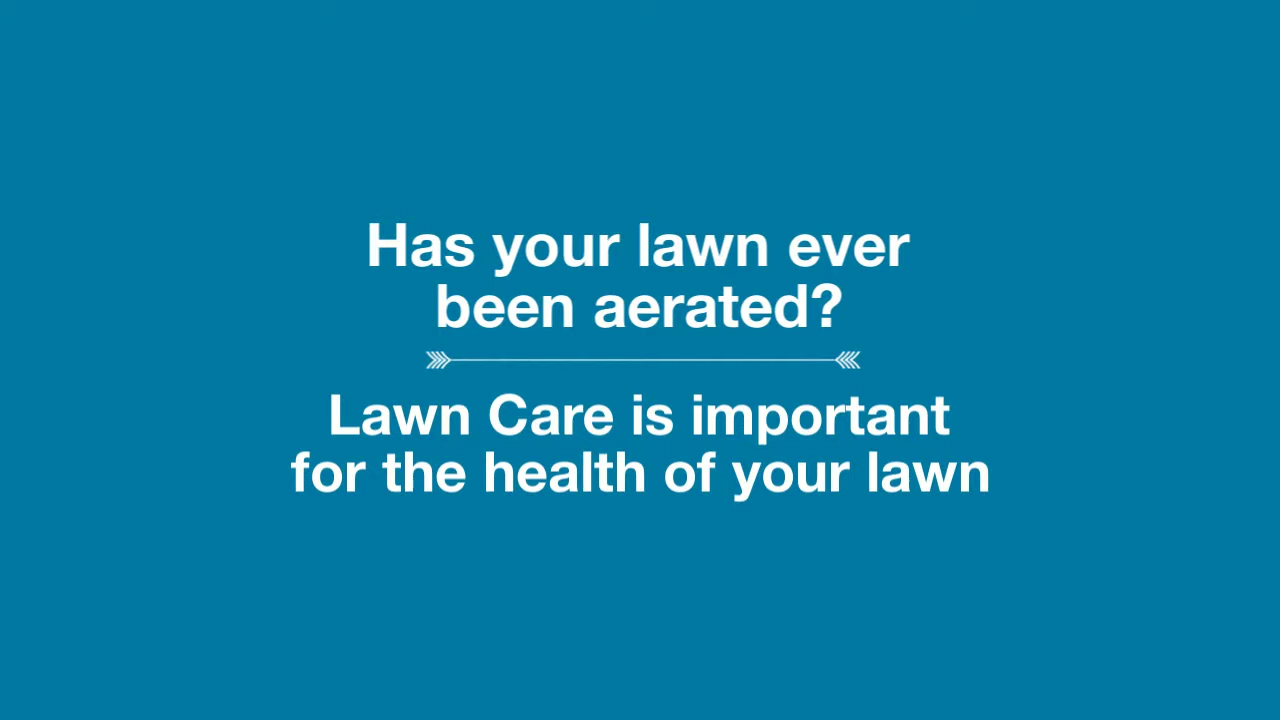 Has your lawn ever
been aerated?
Lawn Care is important
for the health of your lawn